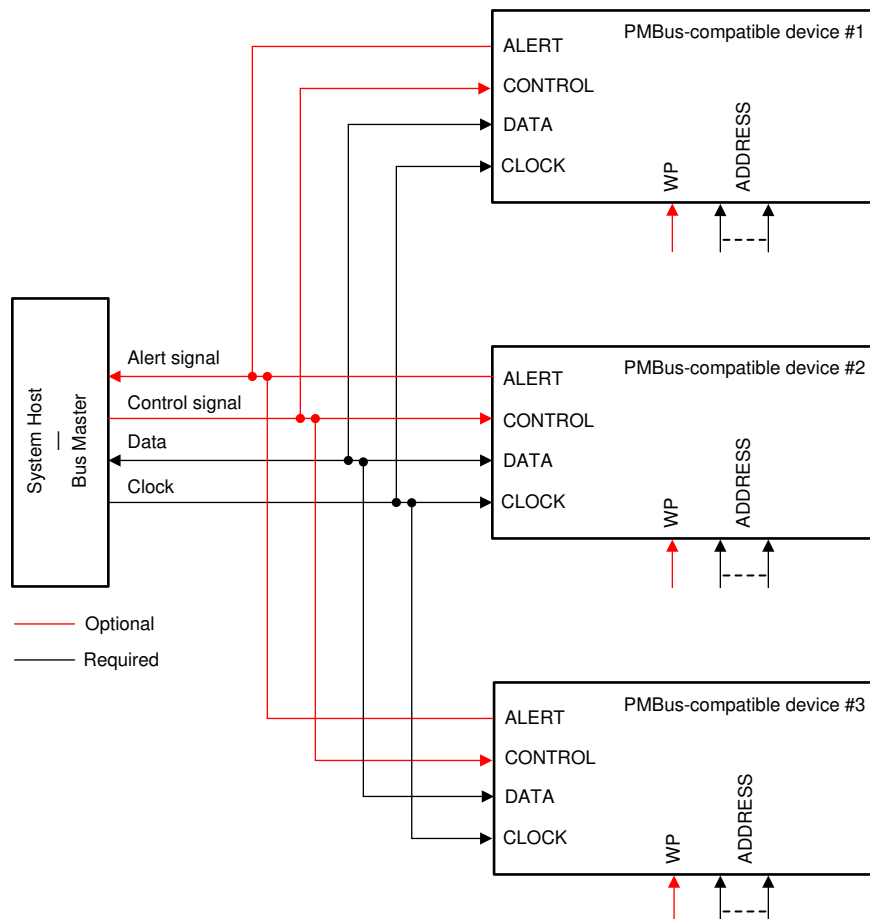 PMBus-compatible device #1
ALERT
CONTROL
DATA
CLOCK
WP
ADDRESS
System Host
—
Bus Master
Alert signal
Control signal
Data
Clock
PMBus-compatible device #2
ALERT
CONTROL
DATA
CLOCK
WP
ADDRESS
Optional
Required
PMBus-compatible device #3
ALERT
CONTROL
DATA
CLOCK
WP
ADDRESS